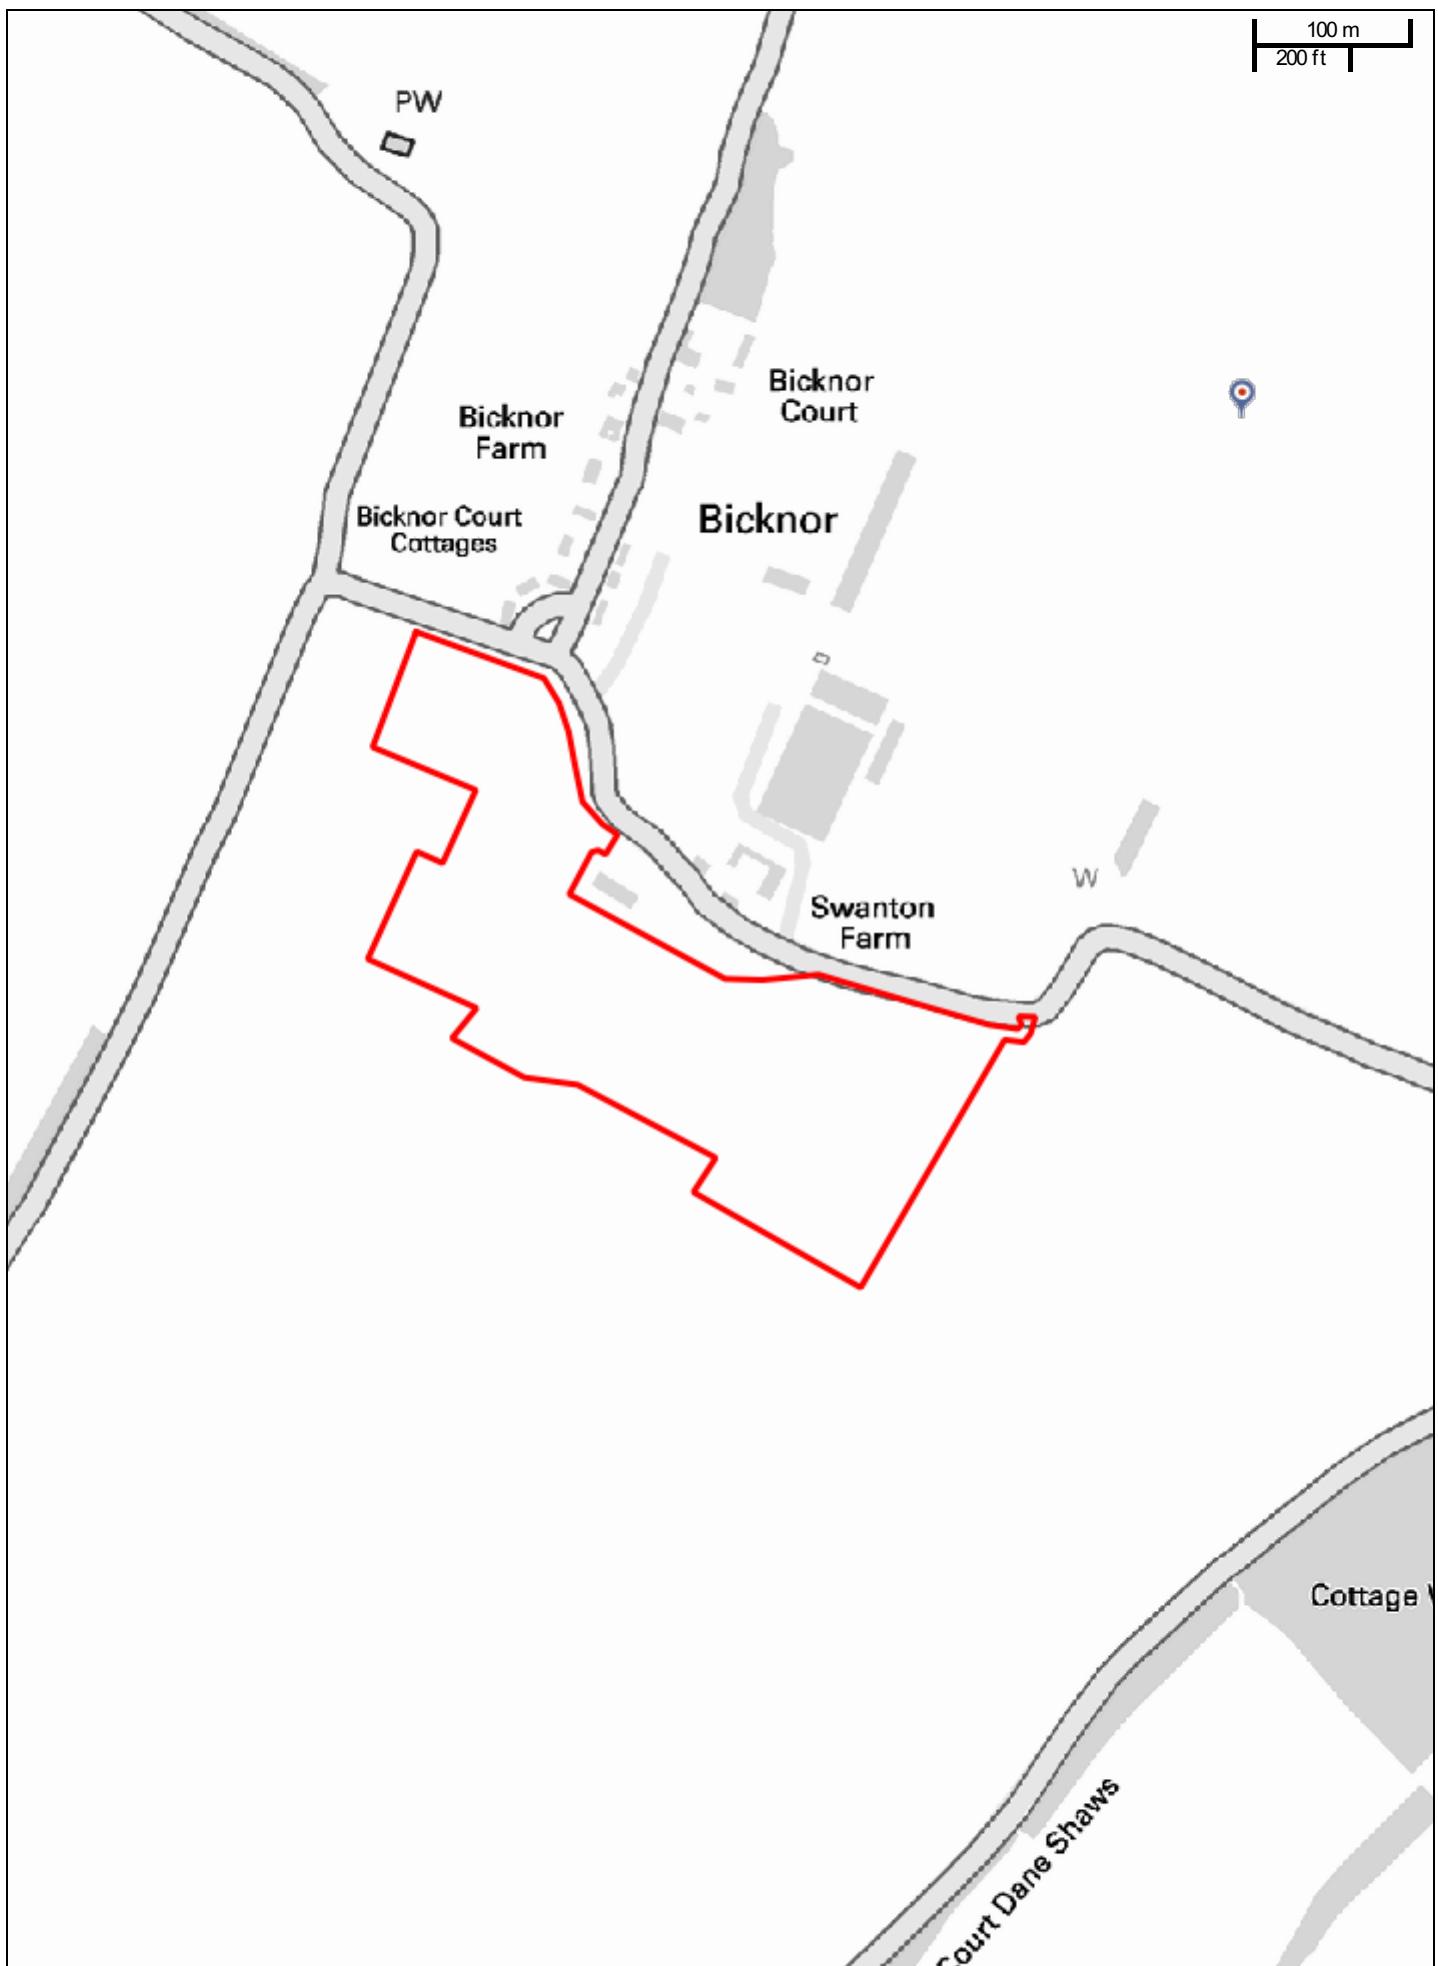 100 m
200 ft
PW
Bicknor
Court
Bicknor
Farm
Bicknor Court
Cottages
Bicknor
W
Swanton
Farm
Cottage
Court Dane Shaws